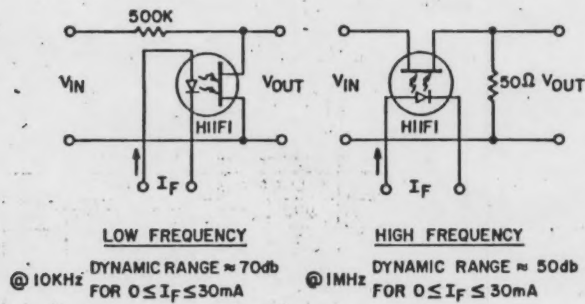 500K
VIN
VOUT
H11F1
IF
LOW FREQUENCY
@ 10KHz DYNAMIC RANGE ≈ 70db
FOR 0 ≤ IF ≤ 30mA
VIN
50Ω VOUT
H11F1
IF
HIGH FREQUENCY
@ 1MHz DYNAMIC RANGE ≈ 50db
FOR 0 ≤ IF ≤ 30mA